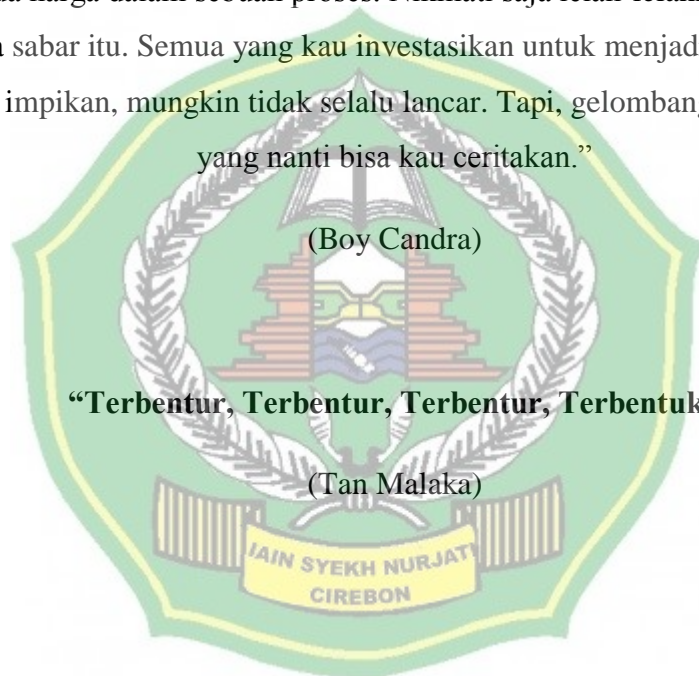 harga dalam sebuah proses. Nikmati saja lelah-lelah
sabar itu. Semua yang kau investasikan untuk menjad
impikan, mungkin tidak selalu lancar. Tapi, gelombang
yang nanti bisa kau ceritakan.”
(Boy Candra)
“Terbentur, Terbentur, Terbentur, Terbentuk
(Tan Malaka)
IAIN SYEKH NURJATI
CIREBON